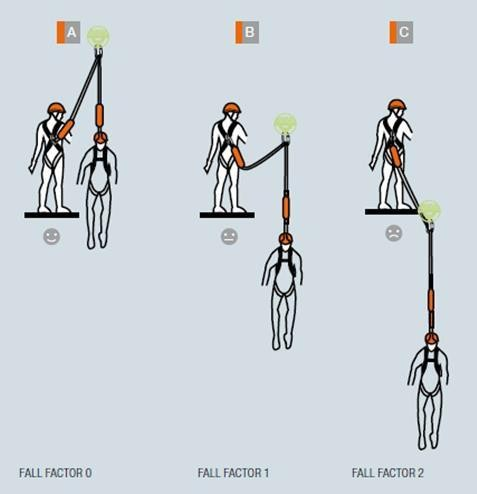 A
B
C
FALL FACTOR 0
FALL FACTOR 1
FALL FACTOR 2